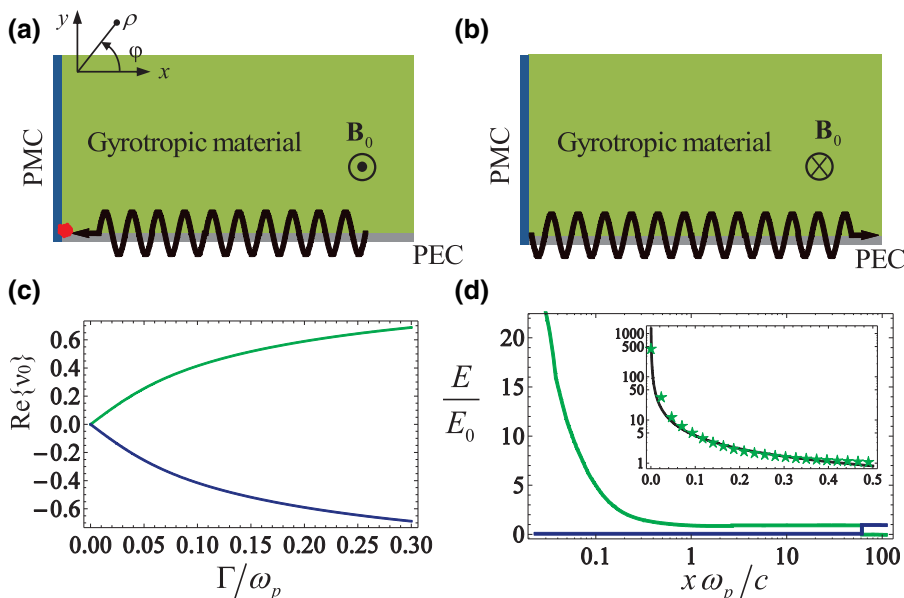 (a)
y
ρ
φ
x
PMC
Gyrotropic material
B0
PEC
(b)
PMC
Gyrotropic material
B0
PEC
(c)
Re{ν0}
0.6
0.4
0.2
0.0
−0.2
−0.4
−0.6
0.00 0.05 0.10 0.15 0.20 0.25 0.30
Γ/ωp
(d)
E/E0
20
15
10
5
0
0.1 1 10 100
x ωp/c
1000
500
100
50
10
5
1
0.0 0.1 0.2 0.3 0.4 0.5